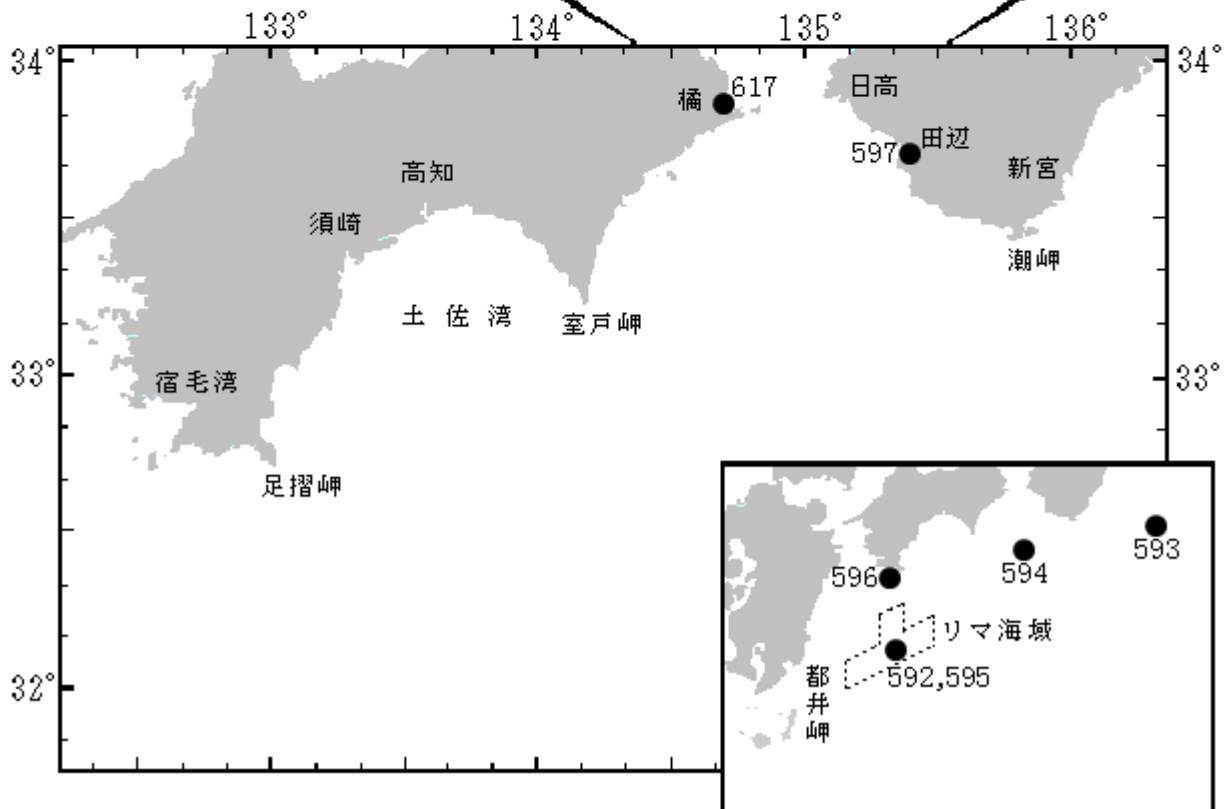 133° 134° 135° 136°
34° 34°
617
橘 日高
田辺
597
高知 新宮
須崎
潮岬
土佐湾 室戸岬
33° 33°
宿毛湾
足摺岬
593
594
596
リマ海域
592,595
都井岬
32°